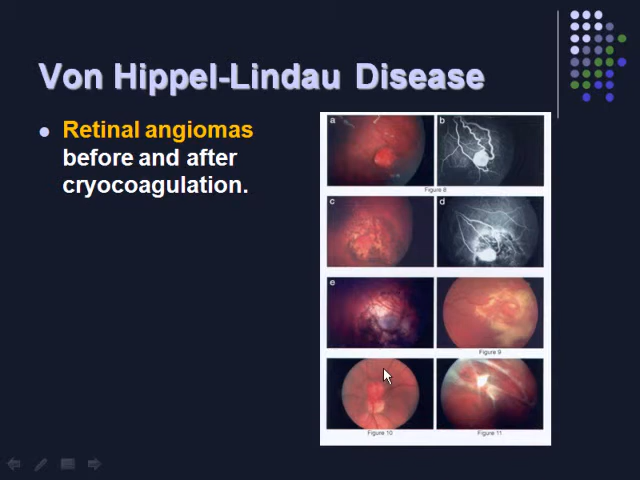 Von Hippel-Lindau Disease
Retinal angiomas
before and after
cryocoagulation.
a
b
Figure 8
c
d
e
Figure 9
Figure 10
Figure 11